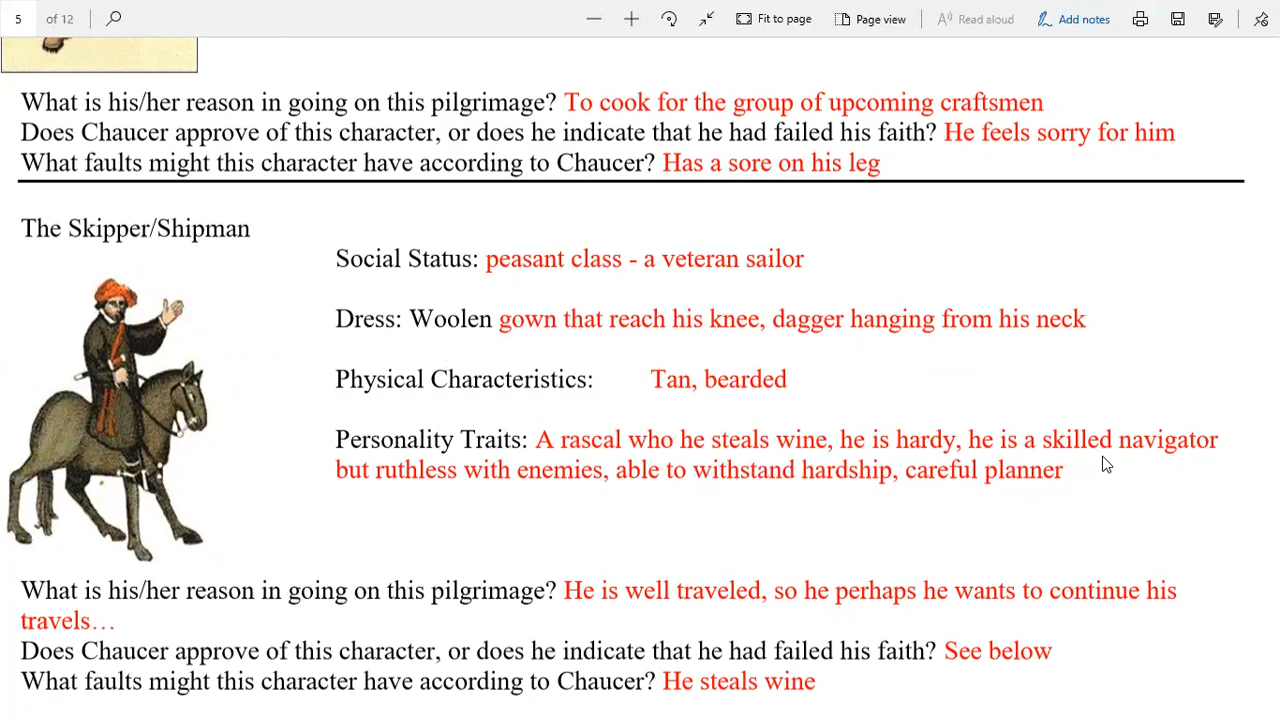 5 of 12 Fit to page Page view Read aloud Add notes
What is his/her reason in going on this pilgrimage? To cook for the group of upcoming craftsmen
Does Chaucer approve of this character, or does he indicate that he had failed his faith? He feels sorry for him
What faults might this character have according to Chaucer? Has a sore on his leg
The Skipper/Shipman
Social Status: peasant class - a veteran sailor
Dress: Woolen gown that reach his knee, dagger hanging from his neck
Physical Characteristics: Tan, bearded
Personality Traits: A rascal who he steals wine, he is hardy, he is a skilled navigator
but ruthless with enemies, able to withstand hardship, careful planner
What is his/her reason in going on this pilgrimage? He is well traveled, so he perhaps he wants to continue his
travels…
Does Chaucer approve of this character, or does he indicate that he had failed his faith? See below
What faults might this character have according to Chaucer? He steals wine